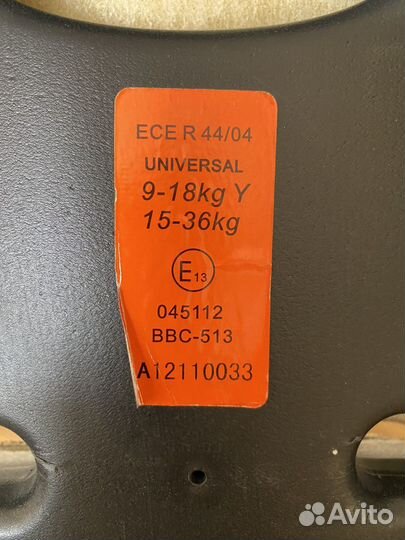 ECE R 44/04
UNIVERSAL
9-18kg Y
15-36kg
E13
045112
BBC-513
A12110033
Avito